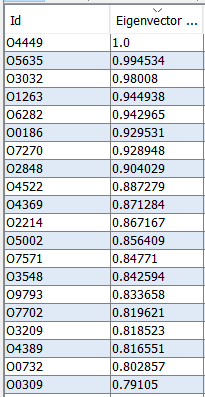 Id Eigenvector ...
O4449 1.0
O5635 0.994534
O3032 0.98008
O1263 0.944938
O6282 0.942965
O0186 0.929531
O7270 0.928948
O2848 0.904029
O4522 0.887279
O4369 0.871284
O2214 0.867167
O5002 0.856409
O7571 0.84771
O3548 0.842594
O9793 0.833658
O7702 0.819621
O3209 0.818523
O4389 0.816551
O0732 0.802857
O0309 0.79105